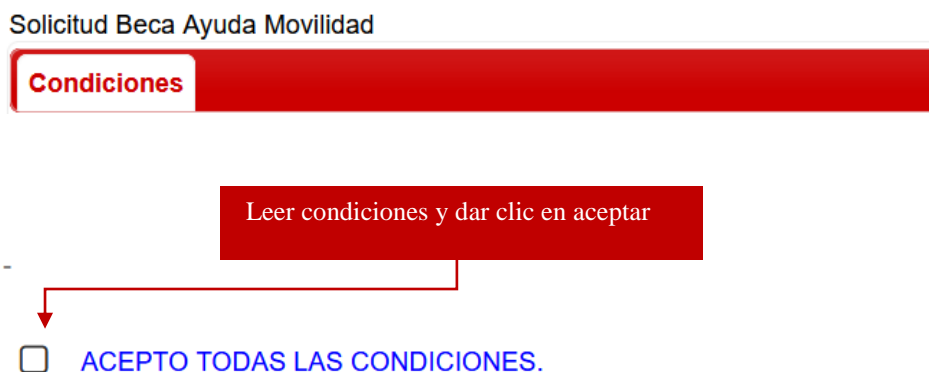 Solicitud Beca Ayuda Movilidad
Condiciones
Leer condiciones y dar clic en aceptar
-
ACEPTO TODAS LAS CONDICIONES.